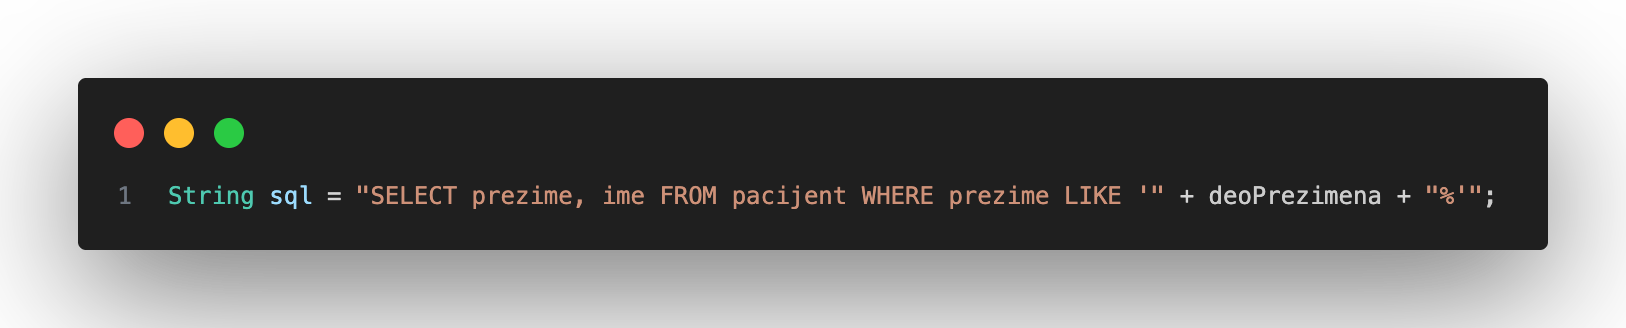 1 String sql = "SELECT prezime, ime FROM pacijent WHERE prezime LIKE '" + deoPrezimena + "%'";